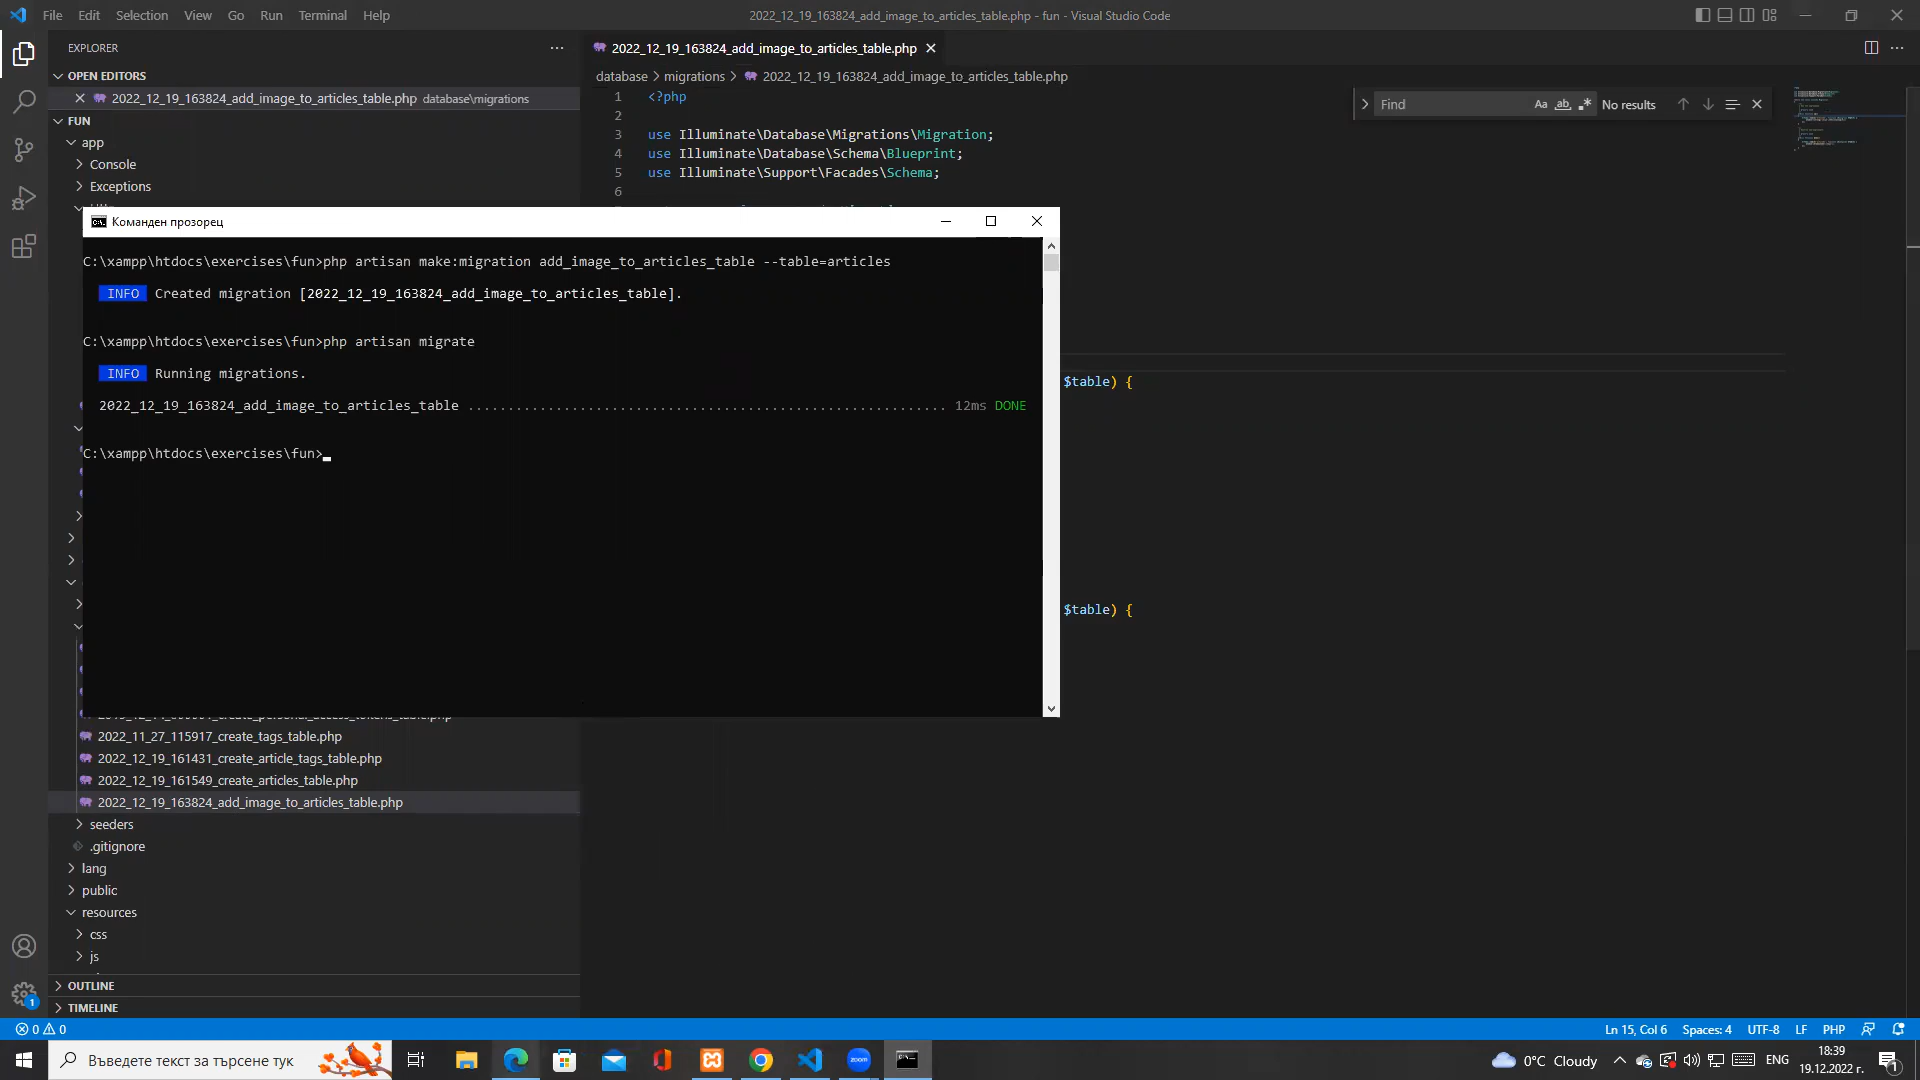 File Edit Selection View Go Run Terminal Help
2022_12_19_163824_add_image_to_articles_table.php - fun - Visual Studio Code
EXPLORER
OPEN EDITORS
2022_12_19_163824_add_image_to_articles_table.php database\migrations
FUN
app
Console
Exceptions
2022_12_19_163824_add_image_to_articles_table.php
database > migrations > 2022_12_19_163824_add_image_to_articles_table.php
1 <?php
2
3 use Illuminate\Database\Migrations\Migration;
4 use Illuminate\Database\Schema\Blueprint;
5 use Illuminate\Support\Facades\Schema;
6
Find Aa ab No results
Команден прозорец
C:\xampp\htdocs\exercises\fun>php artisan make:migration add_image_to_articles_table --table=articles
INFO Created migration [2022_12_19_163824_add_image_to_articles_table].
C:\xampp\htdocs\exercises\fun>php artisan migrate
INFO Running migrations.
2022_12_19_163824_add_image_to_articles_table ............................................................ 12ms DONE
C:\xampp\htdocs\exercises\fun>
$table) {
$table) {
2022_11_27_115917_create_tags_table.php
2022_12_19_161431_create_article_tags_table.php
2022_12_19_161549_create_articles_table.php
2022_12_19_163824_add_image_to_articles_table.php
seeders
.gitignore
lang
public
resources
css
js
OUTLINE
TIMELINE
1
0 0
Ln 15, Col 6 Spaces: 4 UTF-8 LF PHP
Въведете текст за търсене тук
zoom
0°C Cloudy
ENG
18:39
19.12.2022 г.
1